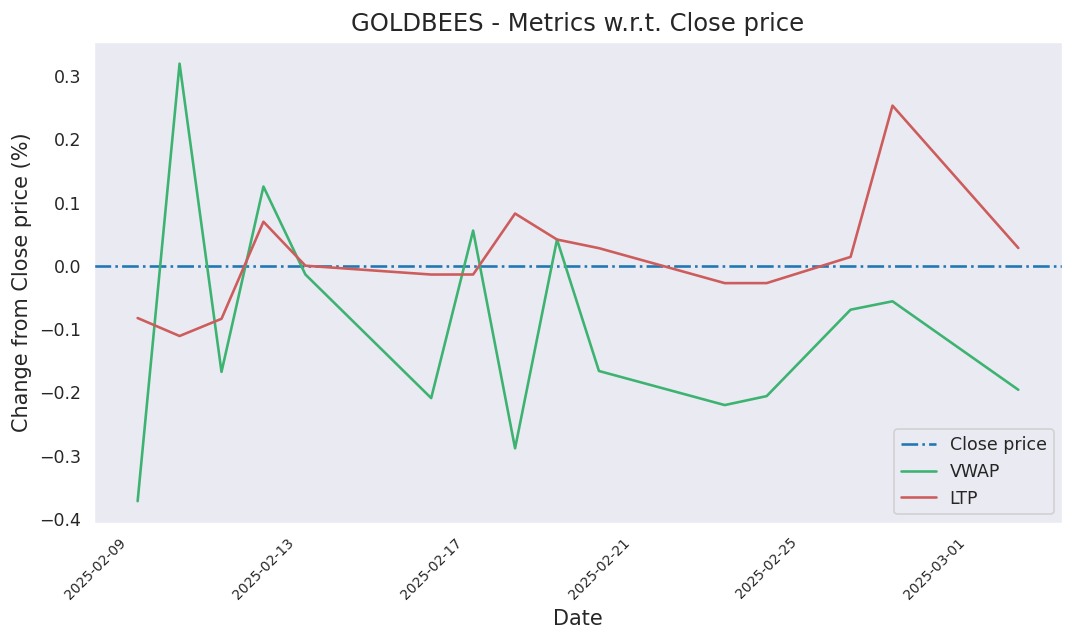 GOLDBEES - Metrics w.r.t. Close price
Change from Close price (%)
0.3
0.2
0.1
0.0
−0.1
−0.2
−0.3
−0.4
Close price
VWAP
LTP
2025-02-09
2025-02-13
2025-02-17
2025-02-21
2025-02-25
2025-03-01
Date